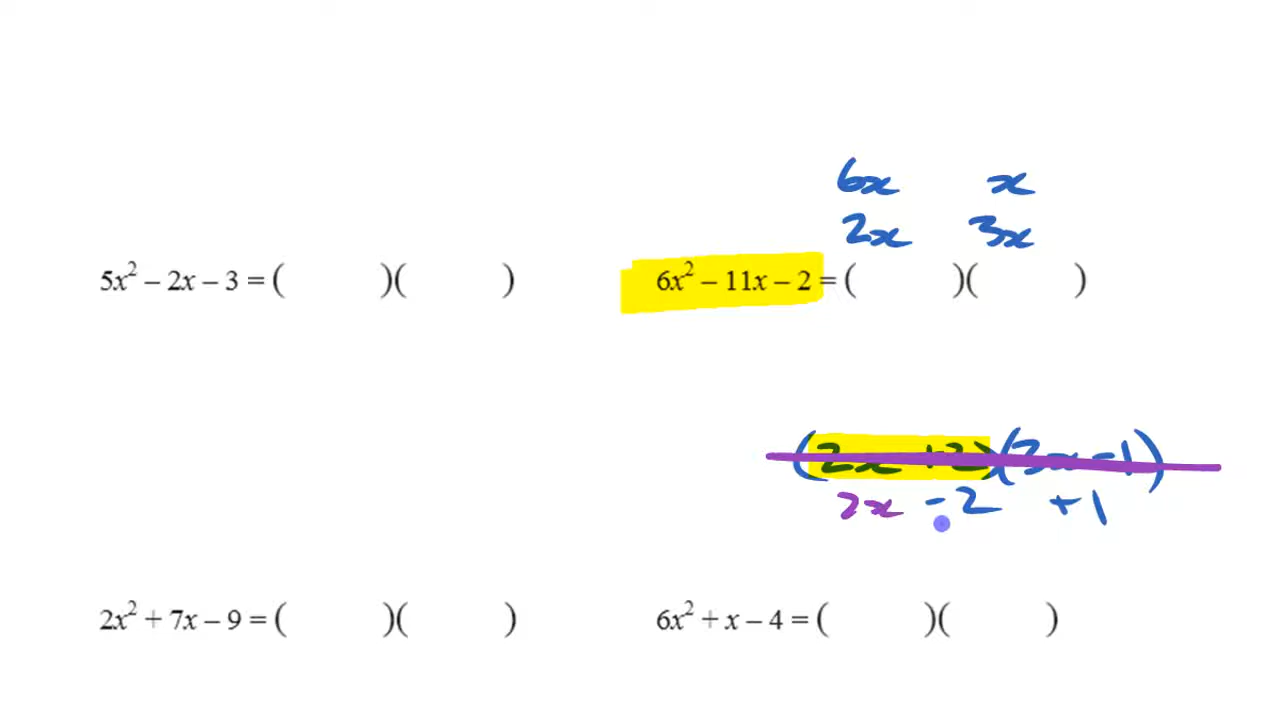 6x x
2x 3x
5x² – 2x – 3 = ( )( )
6x² – 11x – 2 = ( )( )
(2x +2)(3x –1)
2x –2 +1
2x² + 7x – 9 = ( )( )
6x² + x – 4 = ( )( )